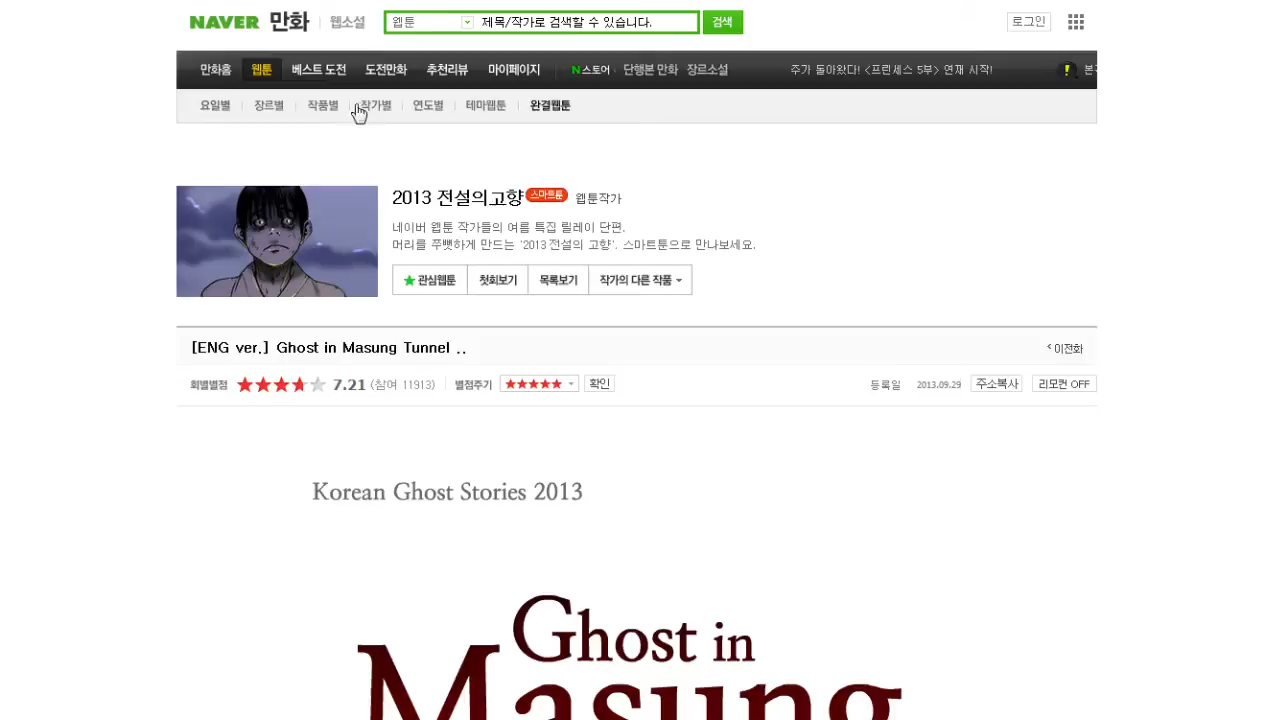 NAVER 만화 웹소설 웹툰 제목/작가로 검색할 수 있습니다. 검색 로그인
만화홈 웹툰 베스트 도전 도전만화 추천리뷰 마이페이지 N스토어 단행본 만화 장르소설 주가 돌아왔다! <프린세스 5부> 연재 시작!
요일별 장르별 작품별 작가별 연도별 테마웹툰 완결웹툰
2013 전설의고향 스마트툰 웹툰작가
네이버 웹툰 작가들의 여름 특집 릴레이 단편.
머리를 쭈뼛하게 만드는 '2013 전설의 고향'. 스마트툰으로 만나보세요.
★ 관심웹툰 첫회보기 목록보기 작가의 다른 작품
[ENG ver.] Ghost in Masung Tunnel ..
< 이전화
회별별점 ★★★★★ 7.21 (참여 11913) 별점주기 ★★★★★ 확인 등록일 2013.09.29 주소복사 리모컨 OFF
Korean Ghost Stories 2013
Ghost in
Masung